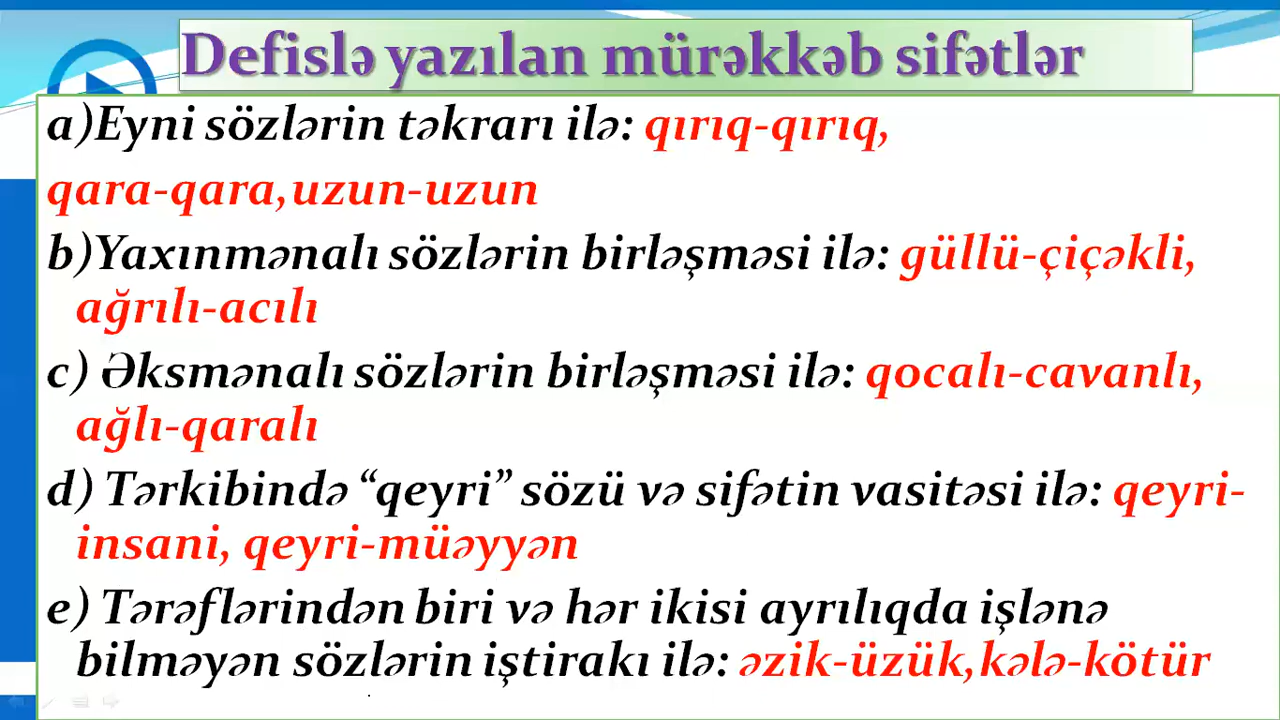 Defislə yazılan mürəkkəb sifətlər
a)Eyni sözlərin təkrarı ilə: qırıq-qırıq,
qara-qara,uzun-uzun
b)Yaxınmənalı sözlərin birləşməsi ilə: güllü-çiçəkli,
ağrılı-acılı
c) Əksmənalı sözlərin birləşməsi ilə: qocalı-cavanlı,
ağlı-qaralı
d) Tərkibində “qeyri” sözü və sifətin vasitəsi ilə: qeyri-
insani, qeyri-müəyyən
e) Tərəflərindən biri və hər ikisi ayrılıqda işlənə
bilməyən sözlərin iştirakı ilə: əzik-üzük,kələ-kötür